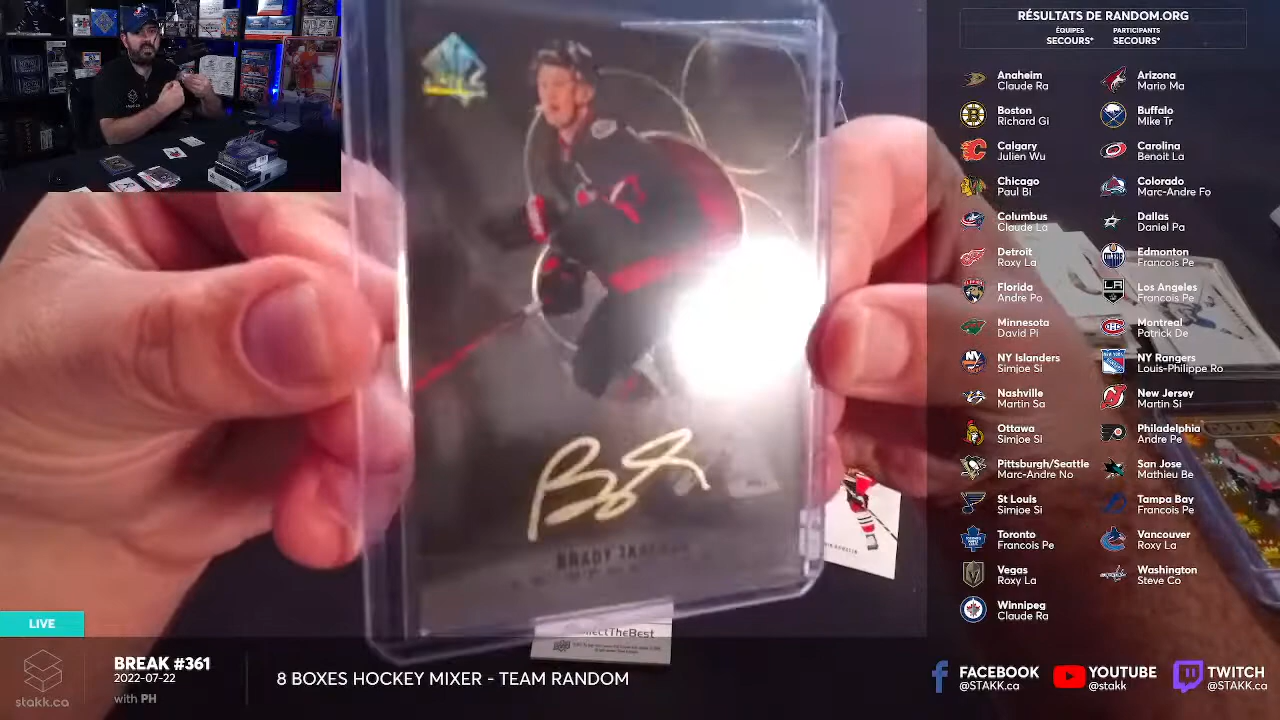 RÉSULTATS DE RANDOM.ORG
ÉQUIPES PARTICIPANTS
SECOURS* SECOURS*
Anaheim
Claude Ra
Arizona
Mario Ma
Boston
Richard Gi
Buffalo
Mike Tr
Calgary
Julien Wu
Carolina
Benoit La
Chicago
Paul Bi
Colorado
Marc-Andre Fo
Columbus
Claude La
Dallas
Daniel Pa
Detroit
Roxy La
Edmonton
Francois Pe
Florida
Andre Po
Los Angeles
Francois Pe
Minnesota
David Pi
Montreal
Patrick De
NY Islanders
Simjoe Si
NY Rangers
Louis-Philippe Ro
Nashville
Martin Sa
New Jersey
Martin Si
Ottawa
Simjoe Si
Philadelphia
Andre Pe
Pittsburgh/Seattle
Marc-Andre No
San Jose
Mathieu Be
St Louis
Simjoe Si
Tampa Bay
Francois Pe
Toronto
Francois Pe
Vancouver
Roxy La
Vegas
Roxy La
Washington
Steve Co
Winnipeg
Claude Ra
BRADY
LIVE
stakk.ca
BREAK #361
2022-07-22
with PH
8 BOXES HOCKEY MIXER - TEAM RANDOM
FACEBOOK
@STAKK.ca
YOUTUBE
@stakk
TWITCH
@STAKK.ca